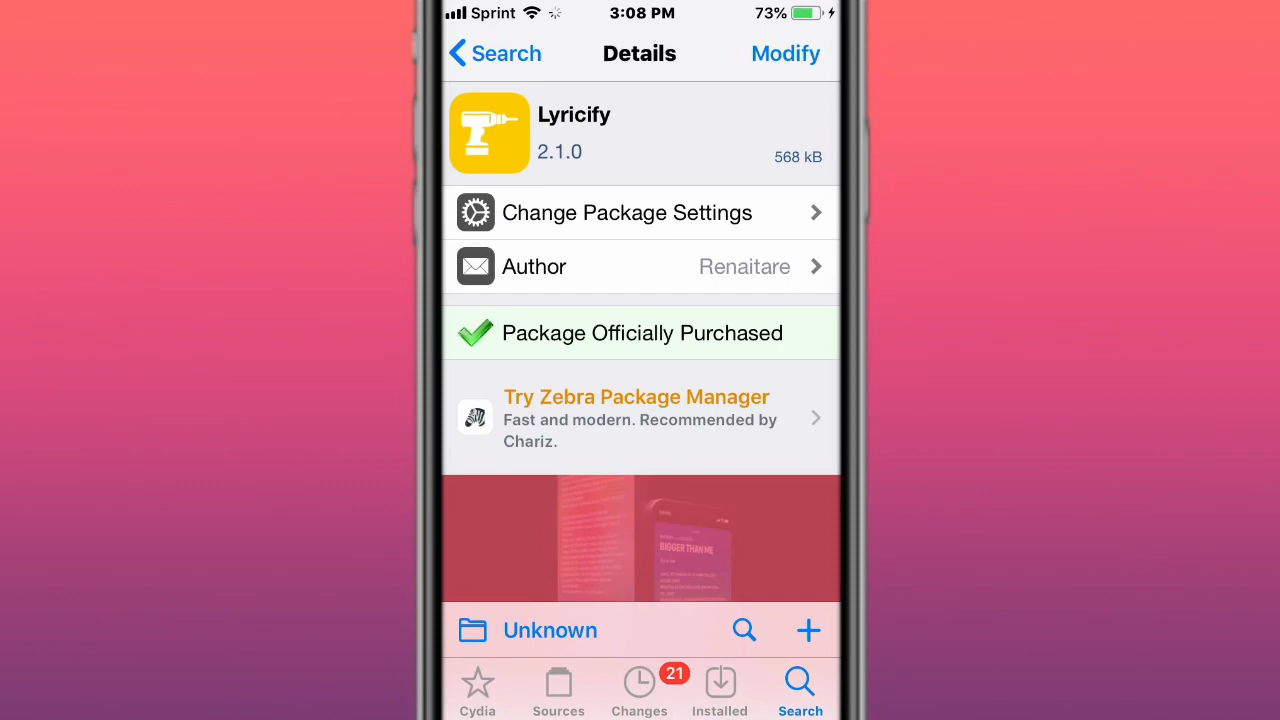 Sprint 3:08 PM 73%
Search Details Modify
Lyricify
2.1.0 568 kB
Change Package Settings
Author Renaitare
Package Officially Purchased
Try Zebra Package Manager
Fast and modern. Recommended by
Chariz.
BIGGER THAN ME
Unknown
21
Cydia Sources Changes Installed Search